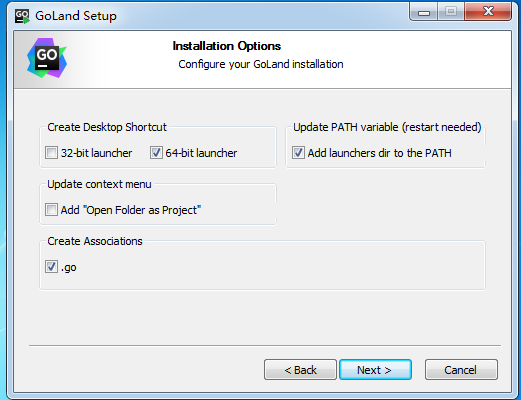 GoLand Setup
GO
Installation Options
Configure your GoLand installation
Create Desktop Shortcut
32-bit launcher
64-bit launcher
Update PATH variable (restart needed)
Add launchers dir to the PATH
Update context menu
Add "Open Folder as Project"
Create Associations
.go
< Back
Next >
Cancel